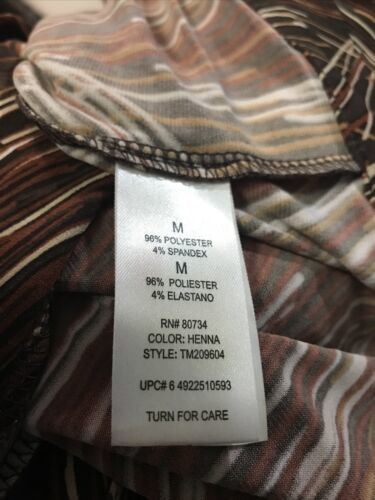 M
96% POLYESTER
4% SPANDEX
M
96% POLIESTER
4% ELASTANO
RN# 80734
COLOR: HENNA
STYLE: TM209604
UPC# 6 4922510593
TURN FOR CARE